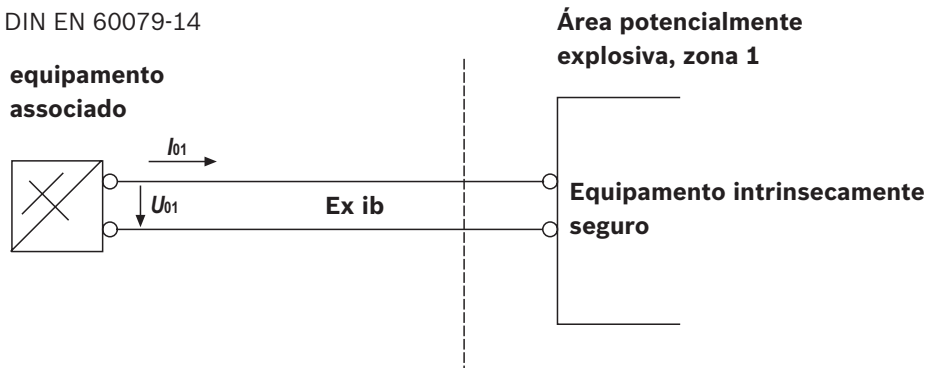 DIN EN 60079-14
Área potencialmente
explosiva, zona 1
equipamento
associado
I01
U01
Ex ib
Equipamento intrinsecamente
seguro